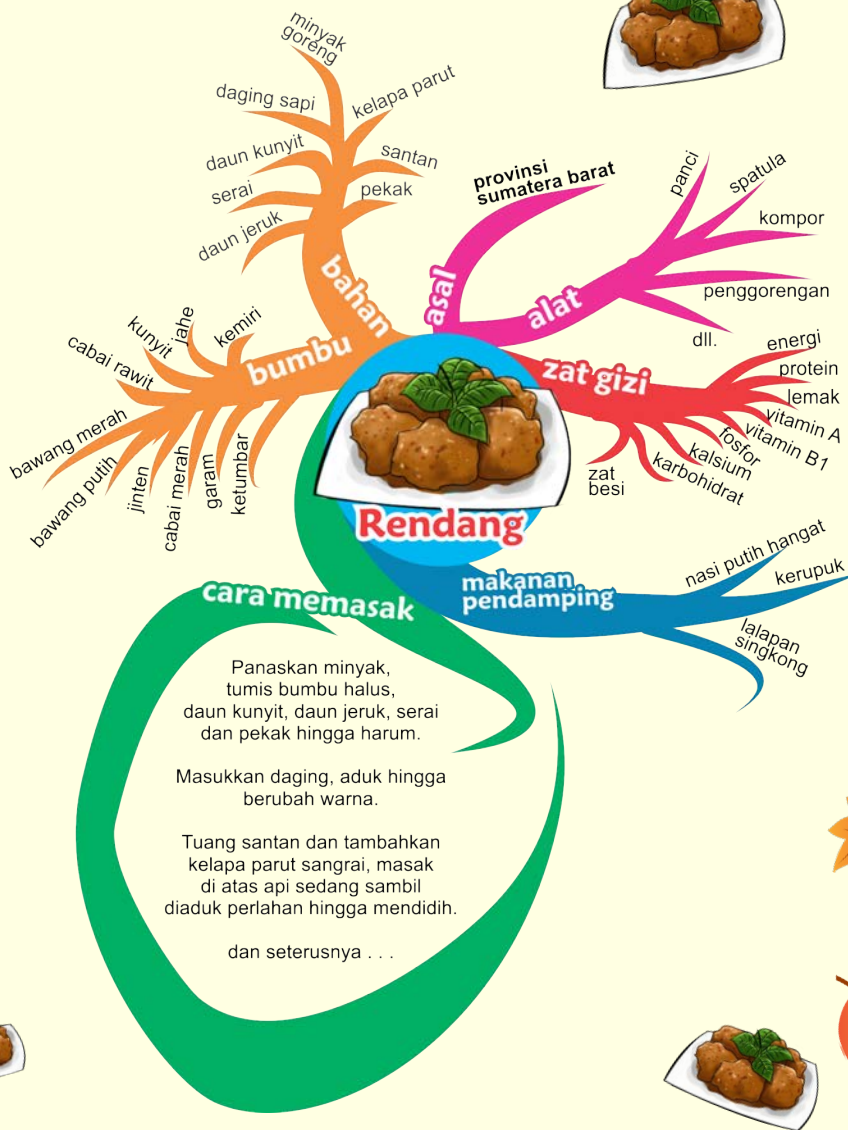 minyak
goreng
daging sapi
kelapa parut
daun kunyit
santan
serai
pekak
daun jeruk
bahan
provinsi
sumatera barat
asal
panci
spatula
kompor
penggorengan
dll.
alat
kemiri
jahe
kunyit
cabai rawit
bawang merah
bawang putih
jinten
cabai merah
garam
ketumbar
bumbu
zat gizi
energi
protein
lemak
vitamin A
vitamin B1
fosfor
kalsium
karbohidrat
zat
besi
Rendang
makanan
pendamping
nasi putih hangat
kerupuk
lalapan
singkong
cara memasak
Panaskan minyak,
tumis bumbu halus,
daun kunyit, daun jeruk, serai
dan pekak hingga harum.
Masukkan daging, aduk hingga
berubah warna.
Tuang santan dan tambahkan
kelapa parut sangrai, masak
di atas api sedang sambil
diaduk perlahan hingga mendidih.
dan seterusnya . . .